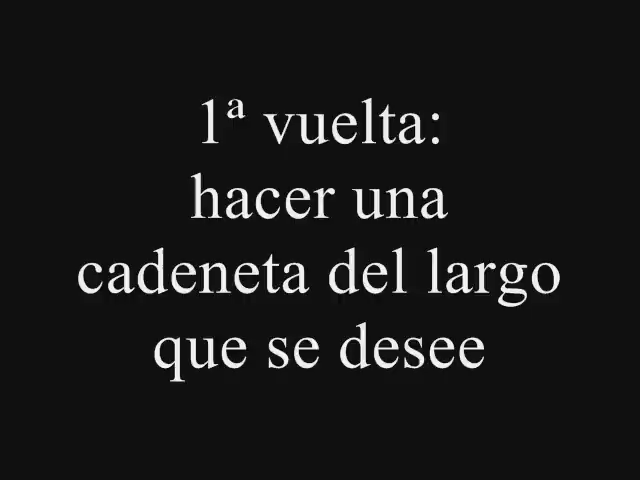 1ª vuelta:
hacer una
cadeneta del largo
que se desee